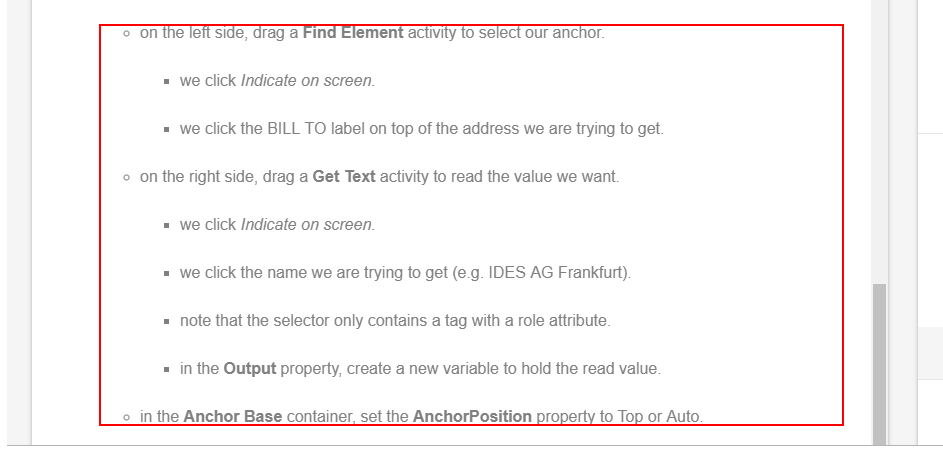 on the left side, drag a Find Element activity to select our anchor.
we click Indicate on screen.
we click the BILL TO label on top of the address we are trying to get.
on the right side, drag a Get Text activity to read the value we want.
we click Indicate on screen.
we click the name we are trying to get (e.g. IDES AG Frankfurt).
note that the selector only contains a tag with a role attribute.
in the Output property, create a new variable to hold the read value.
in the Anchor Base container, set the AnchorPosition property to Top or Auto.